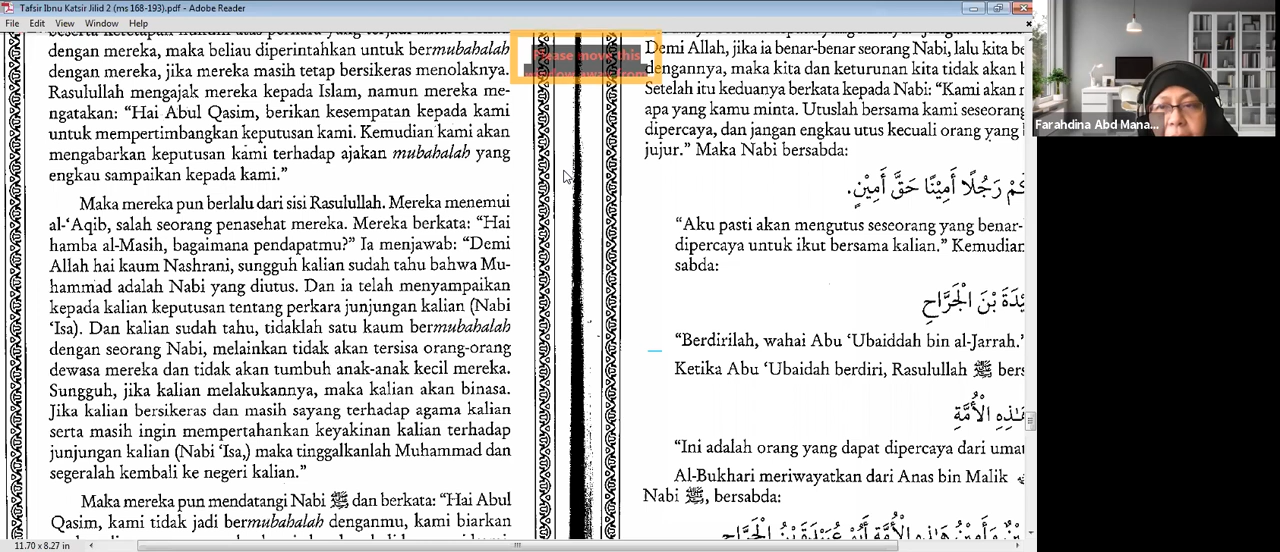 Tafsir Ibnu Katsir Jilid 2 (ms 168-193).pdf - Adobe Reader
File Edit View Window Help
dengan mereka, maka beliau diperintahkan untuk bermubahalah
dengan mereka, jika mereka masih tetap bersikeras menolaknya.
Rasulullah mengajak mereka kepada Islam, namun mereka me-
ngatakan: “Hai Abul Qasim, berikan kesempatan kepada kami
untuk mempertimbangkan keputusan kami. Kemudian kami akan
mengabarkan keputusan kami terhadap ajakan mubahalah yang
engkau sampaikan kepada kami.”
Maka mereka pun berlalu dari sisi Rasulullah. Mereka menemui
al-‘Aqib, salah seorang penasehat mereka. Mereka berkata: “Hai
hamba al-Masih, bagaimana pendapatmu?” Ia menjawab: “Demi
Allah hai kaum Nashrani, sungguh kalian sudah tahu bahwa Mu-
hammad adalah Nabi yang diutus. Dan ia telah menyampaikan
kepada kalian keputusan tentang perkara junjungan kalian (Nabi
‘Isa). Dan kalian sudah tahu, tidaklah satu kaum bermubahalah
dengan seorang Nabi, melainkan tidak akan tersisa orang-orang
dewasa mereka dan tidak akan tumbuh anak-anak kecil mereka.
Sungguh, jika kalian melakukannya, maka kalian akan binasa.
Jika kalian bersikeras dan masih sayang terhadap agama kalian
serta masih ingin mempertahankan keyakinan kalian terhadap
junjungan kalian (Nabi ‘Isa,) maka tinggalkanlah Muhammad dan
segeralah kembali ke negeri kalian.”
Maka mereka pun mendatangi Nabi ﷺ dan berkata: “Hai Abul
Qasim, kami tidak jadi bermubahalah denganmu, kami biarkan
Please move this
window away from
Demi Allah, jika ia benar-benar seorang Nabi, lalu kita be
dengannya, maka kita dan keturunan kita tidak akan b
Setelah itu keduanya berkata kepada Nabi: “Kami akan m
apa yang kamu minta. Utuslah bersama kami seseorang
dipercaya, dan jangan engkau utus kecuali orang yang
jujur.” Maka Nabi bersabda:
كُمْ رَجُلًا أَمِيْنًا حَقَّ أَمِيْنٍ.
“Aku pasti akan mengutus seseorang yang benar-
dipercaya untuk ikut bersama kalian.” Kemudian
sabda:
يْدَةَ بْنَ الْجَرَّاحِ
“Berdirilah, wahai Abu ‘Ubaiddah bin al-Jarrah.”
Ketika Abu ‘Ubaidah berdiri, Rasulullah ﷺ bers
هَٰذِهِ الْأُمَّةِ
“Ini adalah orang yang dapat dipercaya dari umat
Al-Bukhari meriwayatkan dari Anas bin Malik
Nabi ﷺ, bersabda:
وَأَمِيْنُ هَٰذِهِ الْأُمَّةِ أَبُو عُبَيْدَةَ بْنُ الْجَرَّاحِ
11.70 x 8.27 in
Farahdina Abd Mana...